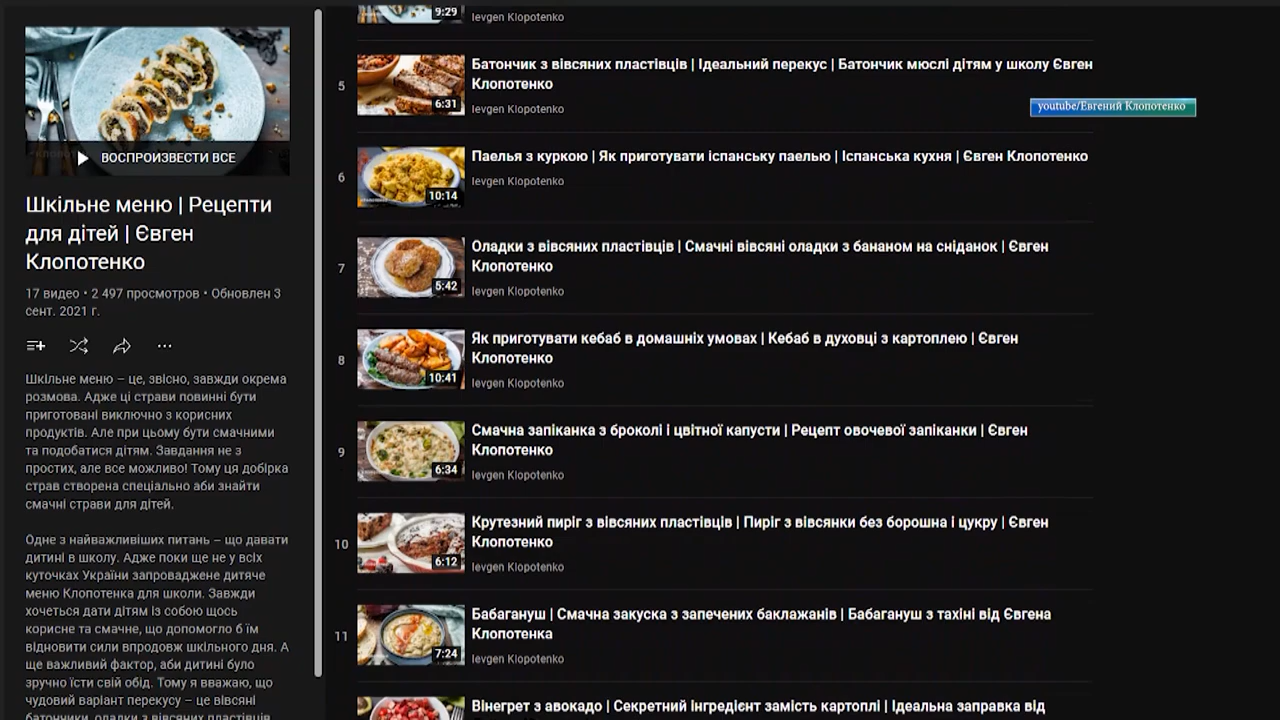 ВОСПРОИЗВЕСТИ ВСЕ
Шкільне меню | Рецепти
для дітей | Євген
Клопотенко
17 видео • 2 497 просмотров • Обновлен 3
сент. 2021 г.
Шкільне меню – це, звісно, завжди окрема
розмова. Адже ці страви повинні бути
приготовані виключно з корисних
продуктів. Але при цьому бути смачними
та подобатися дітям. Завдання не з
простих, але все можливо! Тому ця добірка
страв створена спеціально аби знайти
смачні страви для дітей.
Одне з найважливіших питань – що давати
дитині в школу. Адже поки ще не у всіх
куточках України запроваджене дитяче
меню Клопотенка для школи. Завжди
хочеться дати дітям із собою щось
корисне та смачне, що допомогло б їм
відновити сили впродовж шкільного дня. А
ще важливий фактор, аби дитині було
зручно їсти свій обід. Тому я вважаю, що
чудовий варіант перекусу – це вівсяні
батончики, оладки з вівсяних пластівців
9:29
Ievgen Klopotenko
5
6:31
Батончик з вівсяних пластівців | Ідеальний перекус | Батончик мюслі дітям у школу Євген
Клопотенко
Ievgen Klopotenko
youtube/Евгений Клопотенко
6
10:14
Паелья з куркою | Як приготувати іспанську паелью | Іспанська кухня | Євген Клопотенко
Ievgen Klopotenko
7
5:42
Оладки з вівсяних пластівців | Смачні вівсяні оладки з бананом на сніданок | Євген
Клопотенко
Ievgen Klopotenko
8
10:41
Як приготувати кебаб в домашніх умовах | Кебаб в духовці з картоплею | Євген
Клопотенко
Ievgen Klopotenko
9
6:34
Смачна запіканка з броколі і цвітної капусти | Рецепт овочевої запіканки | Євген
Клопотенко
Ievgen Klopotenko
10
6:12
Крутезний пиріг з вівсяних пластівців | Пиріг з вівсянки без борошна і цукру | Євген
Клопотенко
Ievgen Klopotenko
11
7:24
Бабагануш | Смачна закуска з запечених баклажанів | Бабагануш з тахіні від Євгена
Клопотенка
Ievgen Klopotenko
Вінегрет з авокадо | Секретний інгредієнт замість картоплі | Ідеальна заправка від